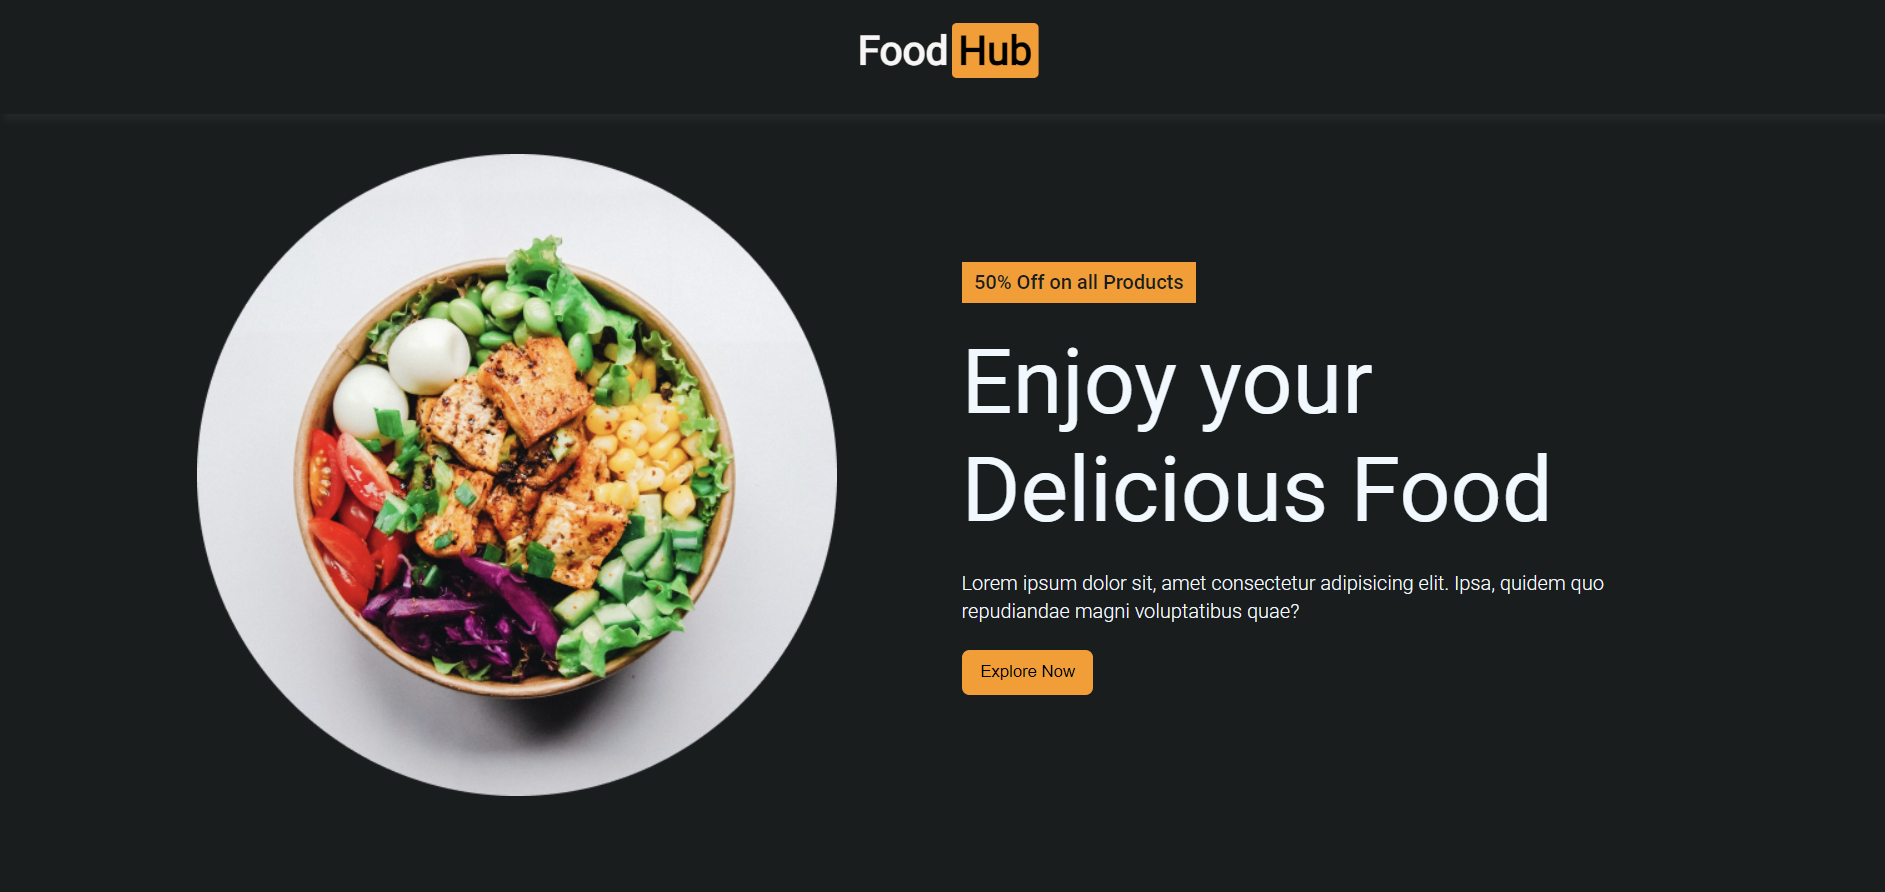 Food Hub
50% Off on all Products
Enjoy your
Delicious Food
Lorem ipsum dolor sit, amet consectetur adipisicing elit. Ipsa, quidem quo
repudiandae magni voluptatibus quae?
Explore Now